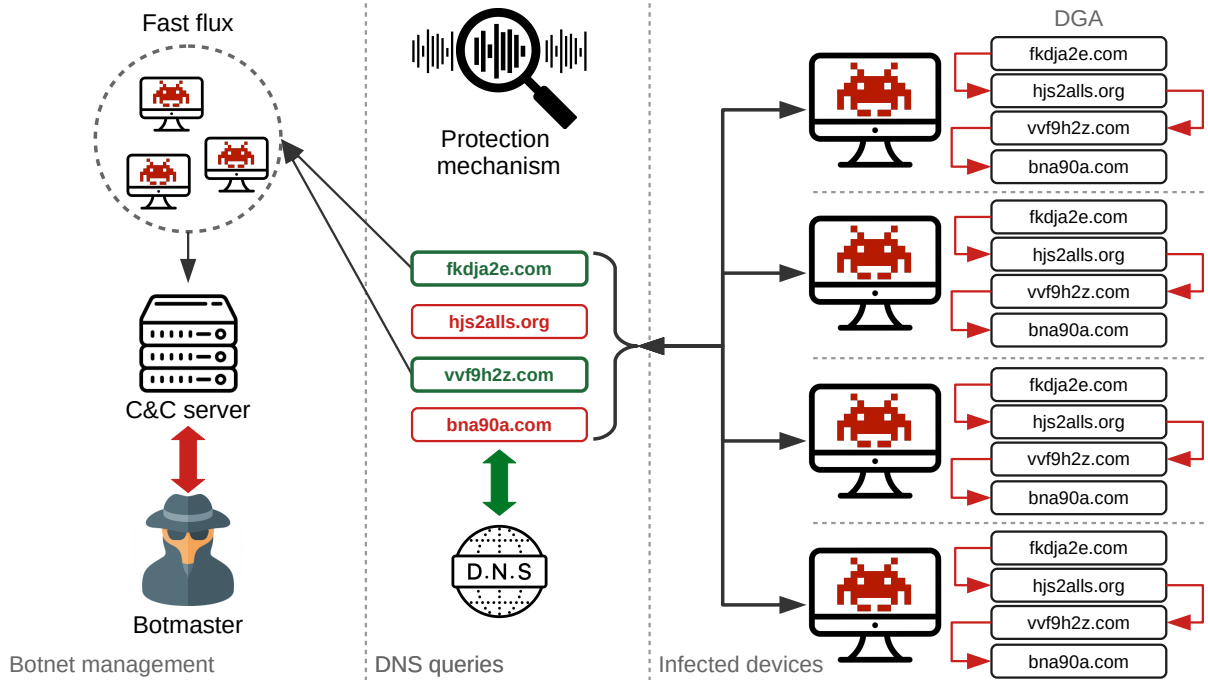 Fast flux
C&C server
Botmaster
Botnet management
Protection
mechanism
fkdja2e.com
hjs2alls.org
vvf9h2z.com
bna90a.com
D.N.S
DNS queries
DGA
fkdja2e.com
hjs2alls.org
vvf9h2z.com
bna90a.com
fkdja2e.com
hjs2alls.org
vvf9h2z.com
bna90a.com
fkdja2e.com
hjs2alls.org
vvf9h2z.com
bna90a.com
fkdja2e.com
hjs2alls.org
vvf9h2z.com
bna90a.com
Infected devices